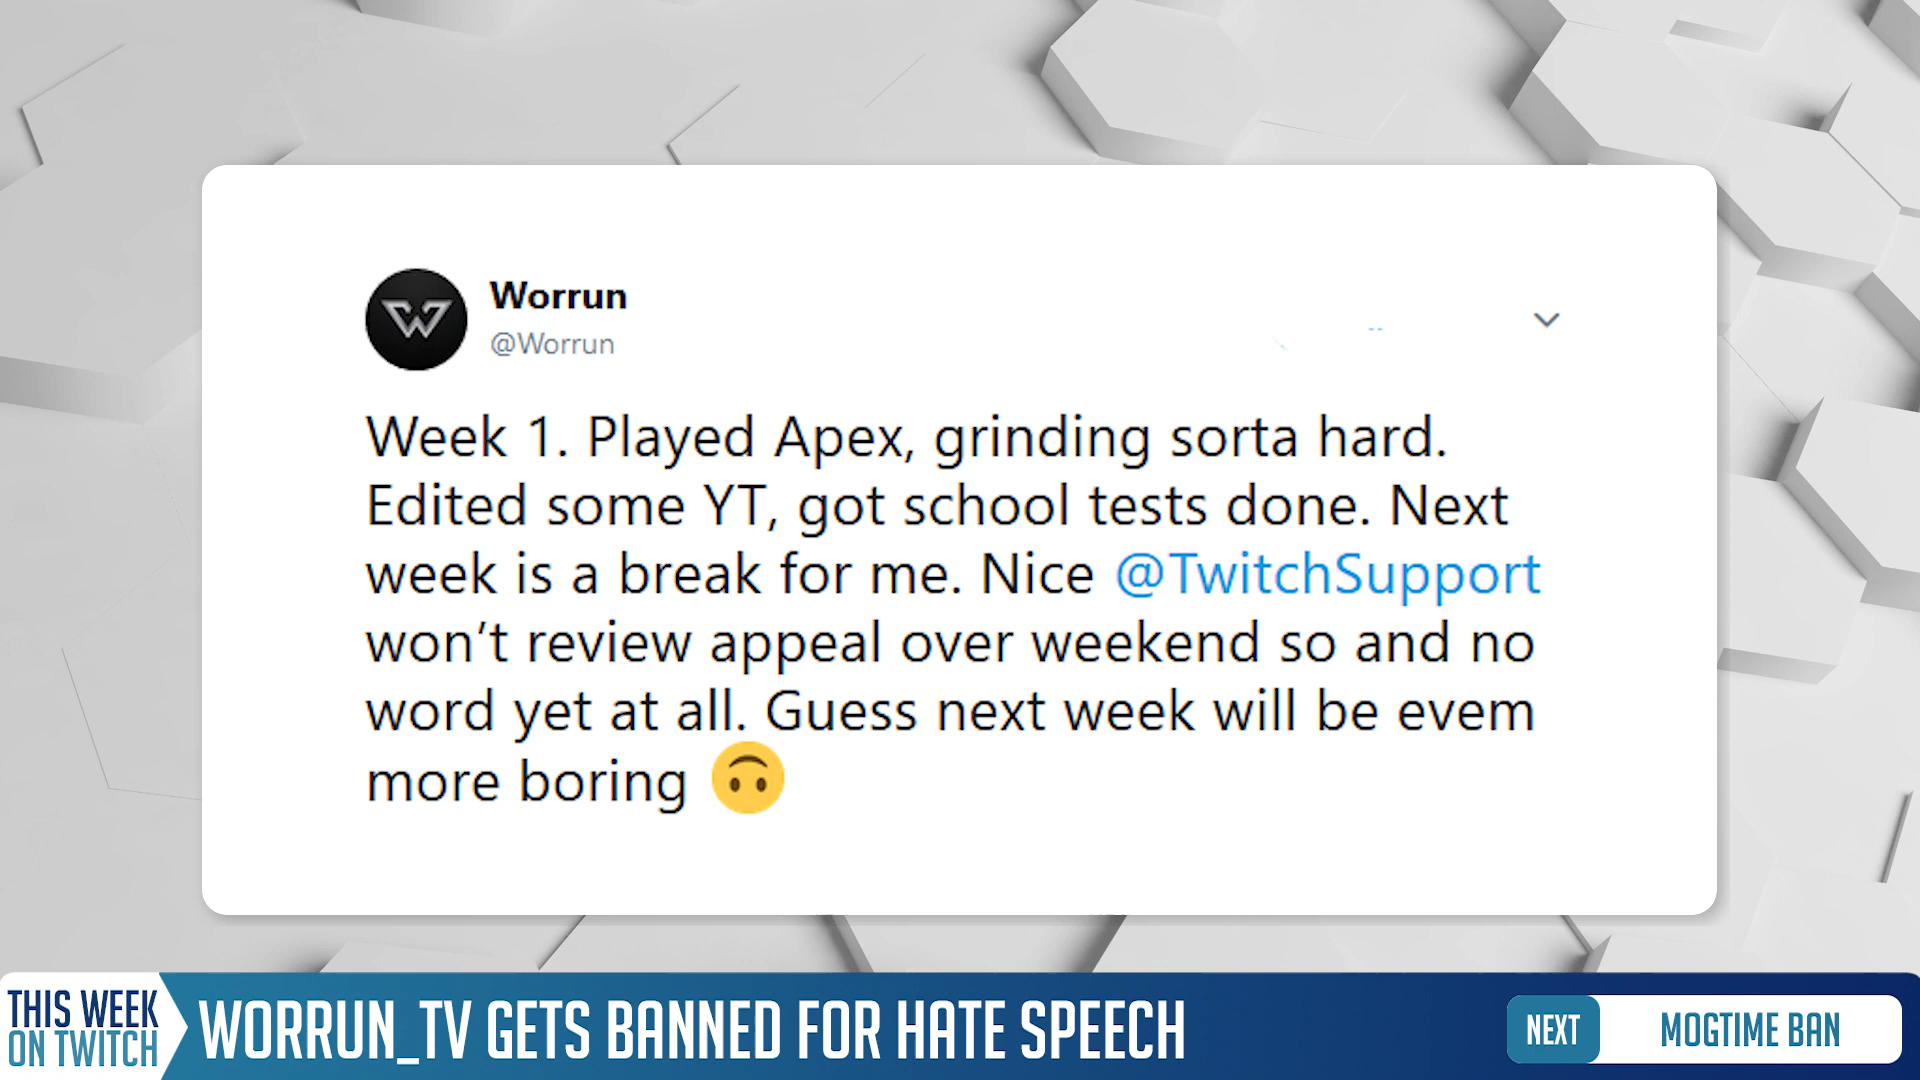 Worrun
@Worrun
Week 1. Played Apex, grinding sorta hard.
Edited some YT, got school tests done. Next
week is a break for me. Nice @TwitchSupport
won't review appeal over weekend so and no
word yet at all. Guess next week will be evem
more boring 🙃
THIS WEEK
ON TWITCH
WORRUN_TV GETS BANNED FOR HATE SPEECH
NEXT
MOGTIME BAN